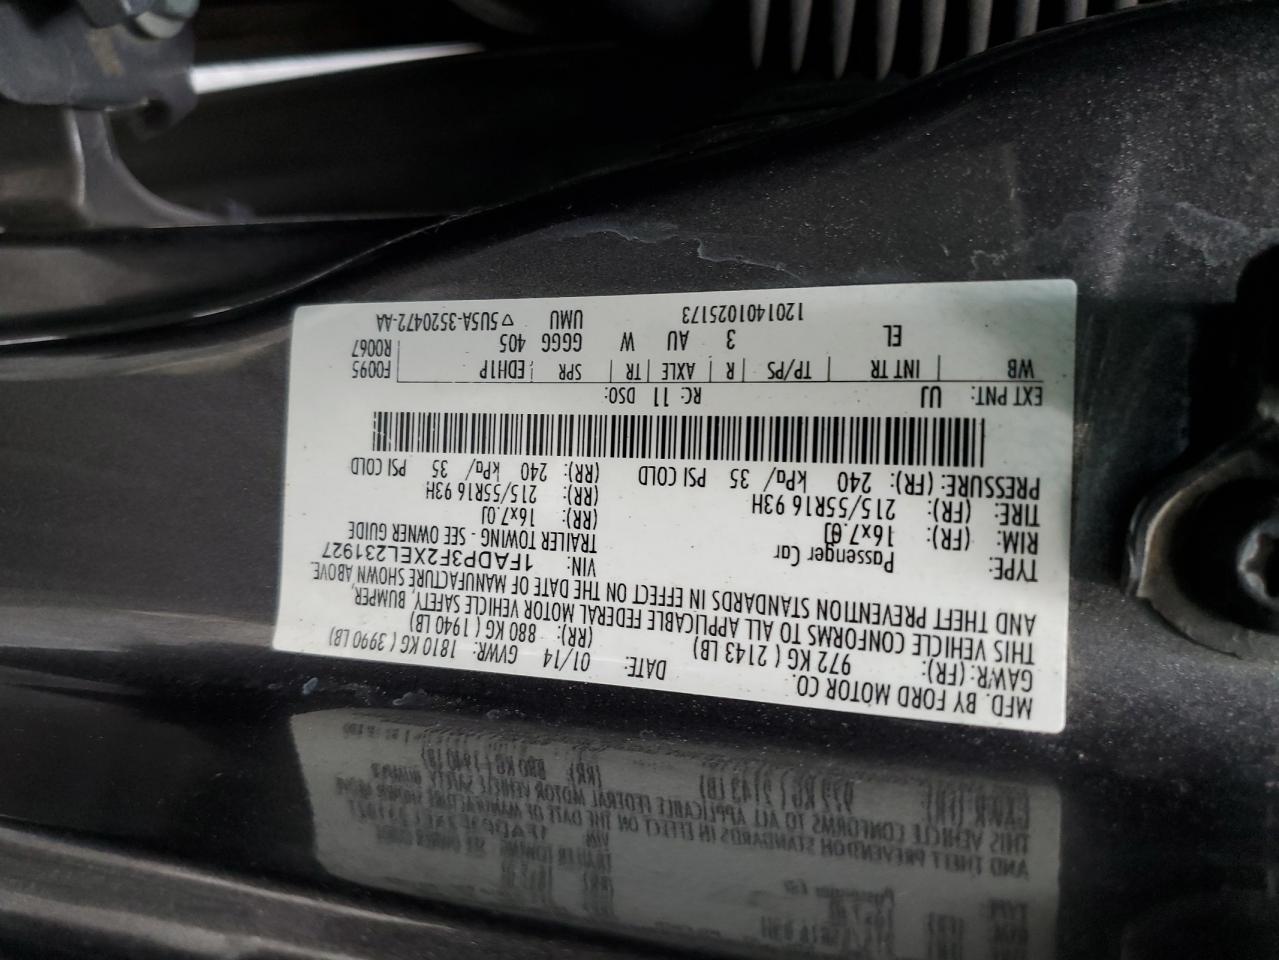 MFD. BY FORD MOTOR CO.
DATE: 01/14 GVWR: 1810 KG ( 3990 LB)
GAWR: (FR): 972 KG ( 2143 LB) (RR): 880 KG ( 1940 LB)
THIS VEHICLE CONFORMS TO ALL APPLICABLE FEDERAL MOTOR VEHICLE SAFETY, BUMPER,
AND THEFT PREVENTION STANDARDS IN EFFECT ON THE DATE OF MANUFACTURE SHOWN ABOVE.
VIN: 1FADP3F2XEL231927
TYPE: Passenger Car TRAILER TOWING - SEE OWNER GUIDE
RIM: (FR): 16x7.0J (RR): 16x7.0J
TIRE: (FR): 215/55R16 93H (RR): 215/55R16 93H
PRESSURE: (FR): 240 kPa/ 35 PSI COLD (RR): 240 kPa/ 35 PSI COLD
EXT PNT: UJ RC: 11 DSO:
WB INT TR TP/PS R AXLE TR SPR EDH1P F0095
EL 3 AU W GGGG 405 R0067
UMU
1201401025173 ▽ 5U5A-3520472-AA